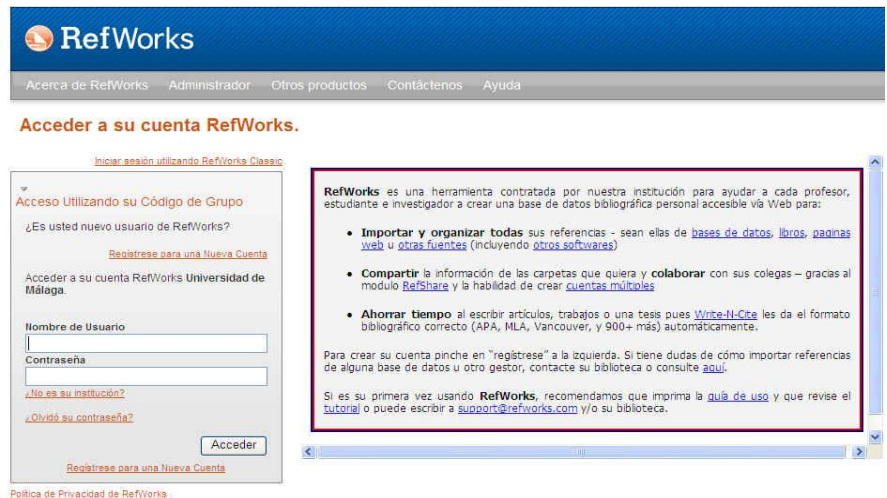 RefWorks
Acerca de RefWorks Administrador Otros productos Contáctenos Ayuda
Acceder a su cuenta RefWorks.
Iniciar sesión utilizando RefWorks Classic
Acceso Utilizando su Código de Grupo
¿Es usted nuevo usuario de RefWorks?
Regístrese para una Nueva Cuenta
Acceder a su cuenta RefWorks Universidad de
Málaga.
Nombre de Usuario
Contraseña
¿No es su institución?
¿Olvidó su contraseña?
Acceder
Regístrese para una Nueva Cuenta
Política de Privacidad de RefWorks
RefWorks es una herramienta contratada por nuestra institución para ayudar a cada profesor,
estudiante e investigador a crear una base de datos bibliográfica personal accesible vía Web para:
• Importar y organizar todas sus referencias - sean ellas de bases de datos, libros, paginas
web u otras fuentes (incluyendo otros softwares)
• Compartir la información de las carpetas que quiera y colaborar con sus colegas – gracias al
modulo RefShare y la habilidad de crear cuentas múltiples
• Ahorrar tiempo al escribir artículos, trabajos o una tesis pues Write-N-Cite les da el formato
bibliográfico correcto (APA, MLA, Vancouver, y 900+ más) automáticamente.
Para crear su cuenta pinche en "regístrese" a la izquierda. Si tiene dudas de cómo importar referencias
de alguna base de datos u otro gestor, contacte su biblioteca o consulte aquí.
Si es su primera vez usando RefWorks, recomendamos que imprima la guía de uso y que revise el
tutorial o puede escribir a support@refworks.com y/o su biblioteca.